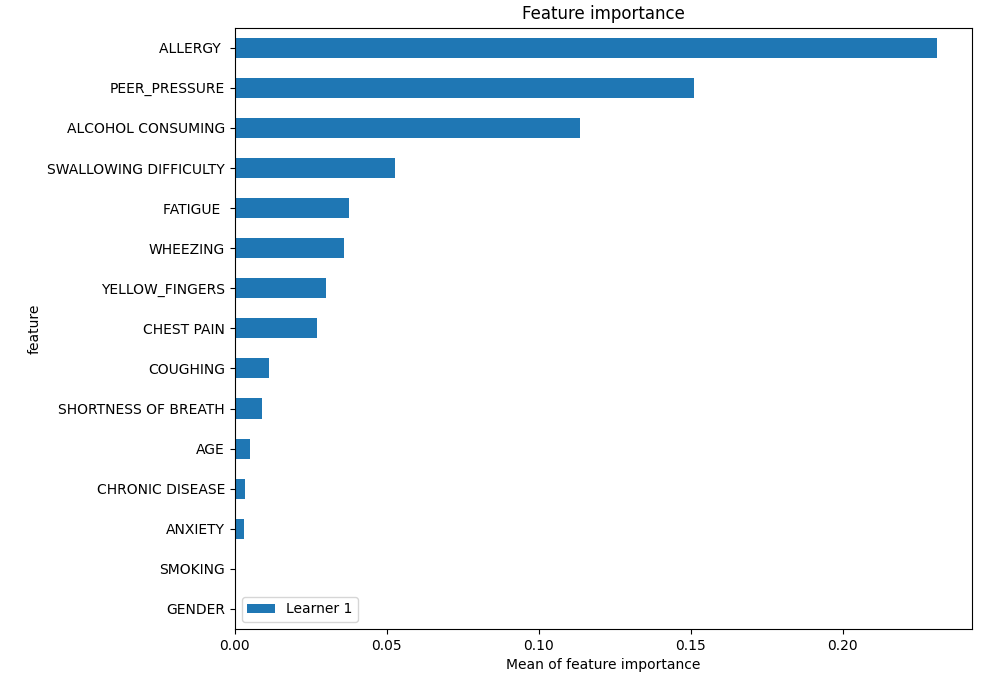 Feature importance
ALLERGY
PEER_PRESSURE
ALCOHOL CONSUMING
SWALLOWING DIFFICULTY
FATIGUE
WHEEZING
YELLOW_FINGERS
CHEST PAIN
COUGHING
SHORTNESS OF BREATH
AGE
CHRONIC DISEASE
ANXIETY
SMOKING
GENDER
feature
Learner 1
0.00 0.05 0.10 0.15 0.20
Mean of feature importance